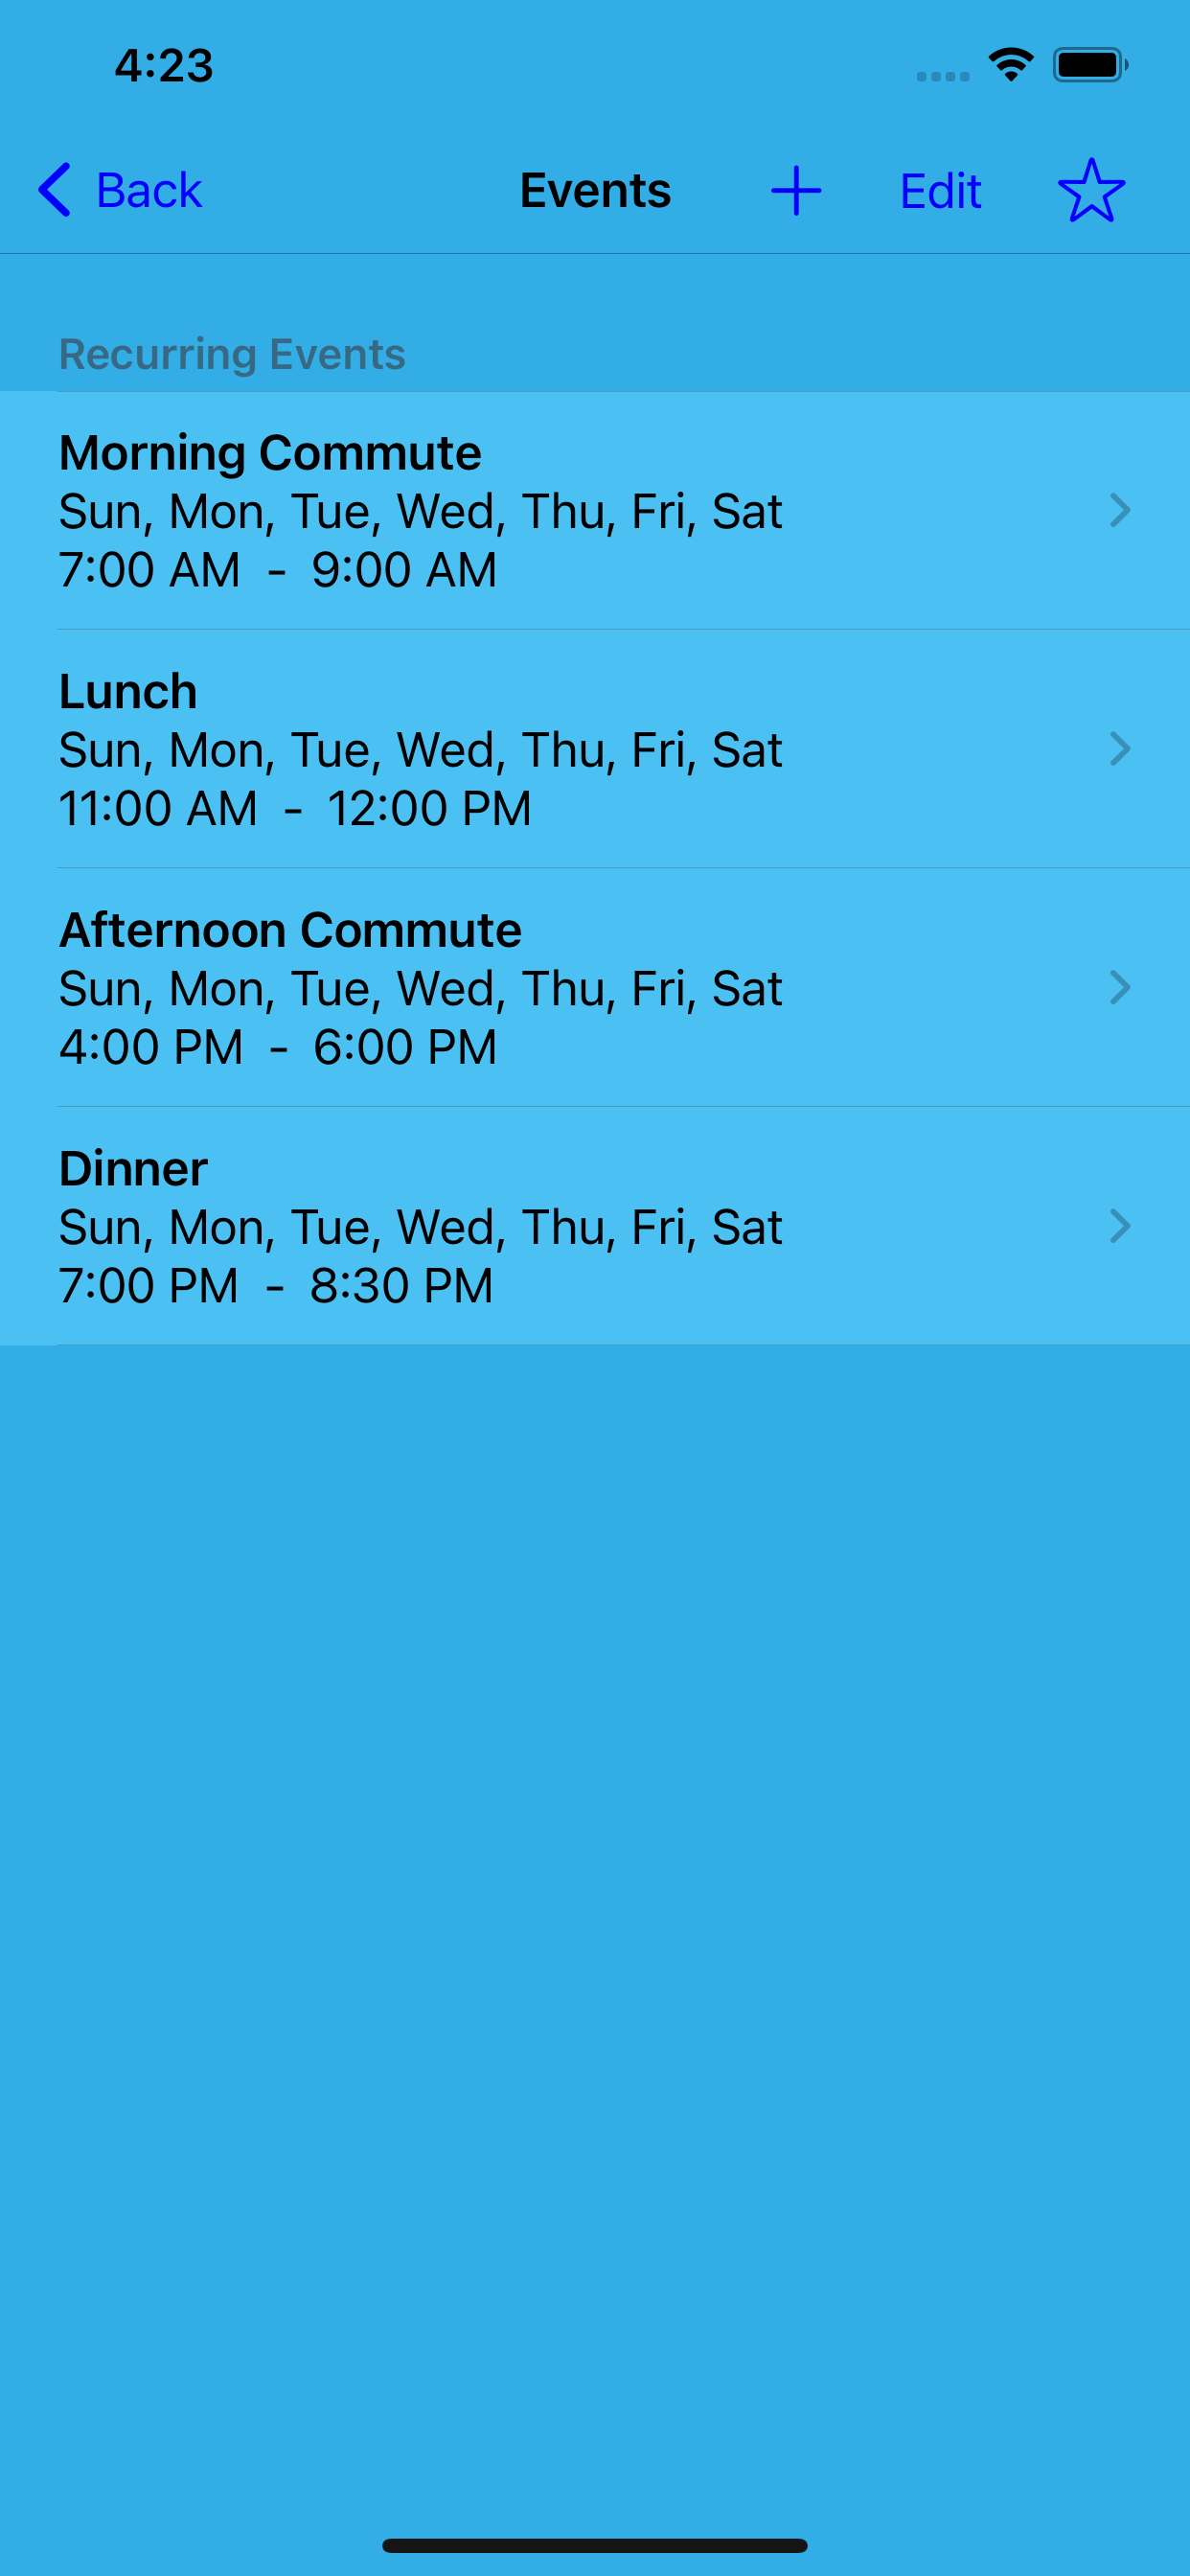 4:23
Back Events Edit
Recurring Events
Morning Commute
Sun, Mon, Tue, Wed, Thu, Fri, Sat
7:00 AM - 9:00 AM
Lunch
Sun, Mon, Tue, Wed, Thu, Fri, Sat
11:00 AM - 12:00 PM
Afternoon Commute
Sun, Mon, Tue, Wed, Thu, Fri, Sat
4:00 PM - 6:00 PM
Dinner
Sun, Mon, Tue, Wed, Thu, Fri, Sat
7:00 PM - 8:30 PM